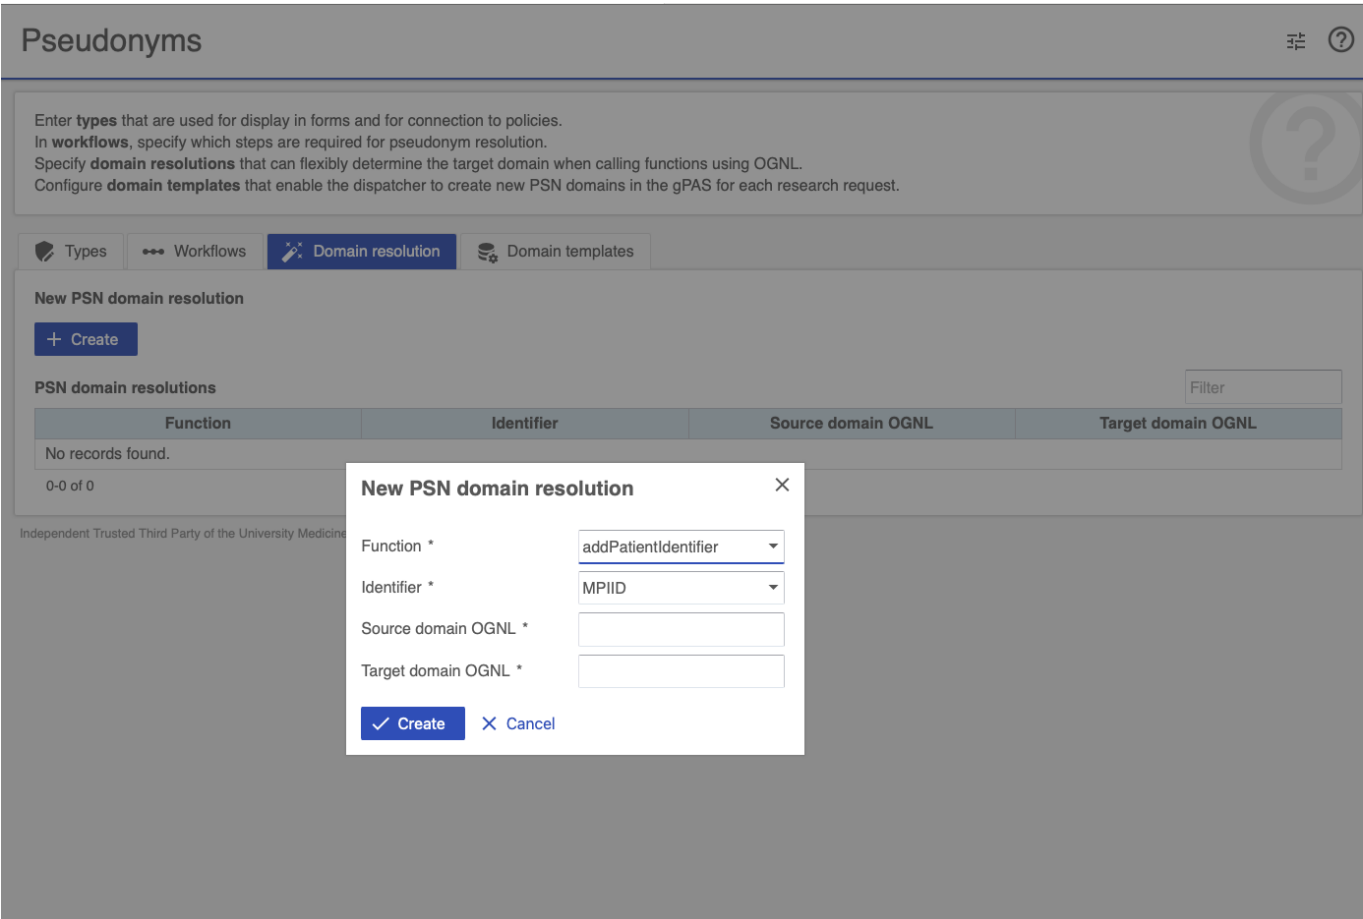 Pseudonyms
Enter types that are used for display in forms and for connection to policies.
In workflows, specify which steps are required for pseudonym resolution.
Specify domain resolutions that can flexibly determine the target domain when calling functions using OGNL.
Configure domain templates that enable the dispatcher to create new PSN domains in the gPAS for each research request.
Types Workflows Domain resolution Domain templates
New PSN domain resolution
+ Create
PSN domain resolutions Filter
Function Identifier Source domain OGNL Target domain OGNL
No records found.
0-0 of 0
Independent Trusted Third Party of the University Medicine
New PSN domain resolution
Function * addPatientIdentifier
Identifier * MPIID
Source domain OGNL *
Target domain OGNL *
Create Cancel